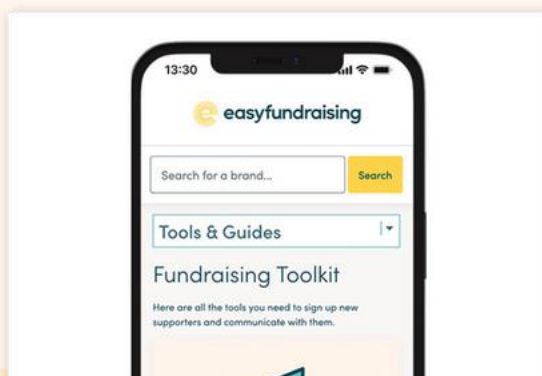 13:30
easyfundraising
Search for a brand...
Search
Tools & Guides
Fundraising Toolkit
Here are all the tools you need to sign up new
supporters and communicate with them.